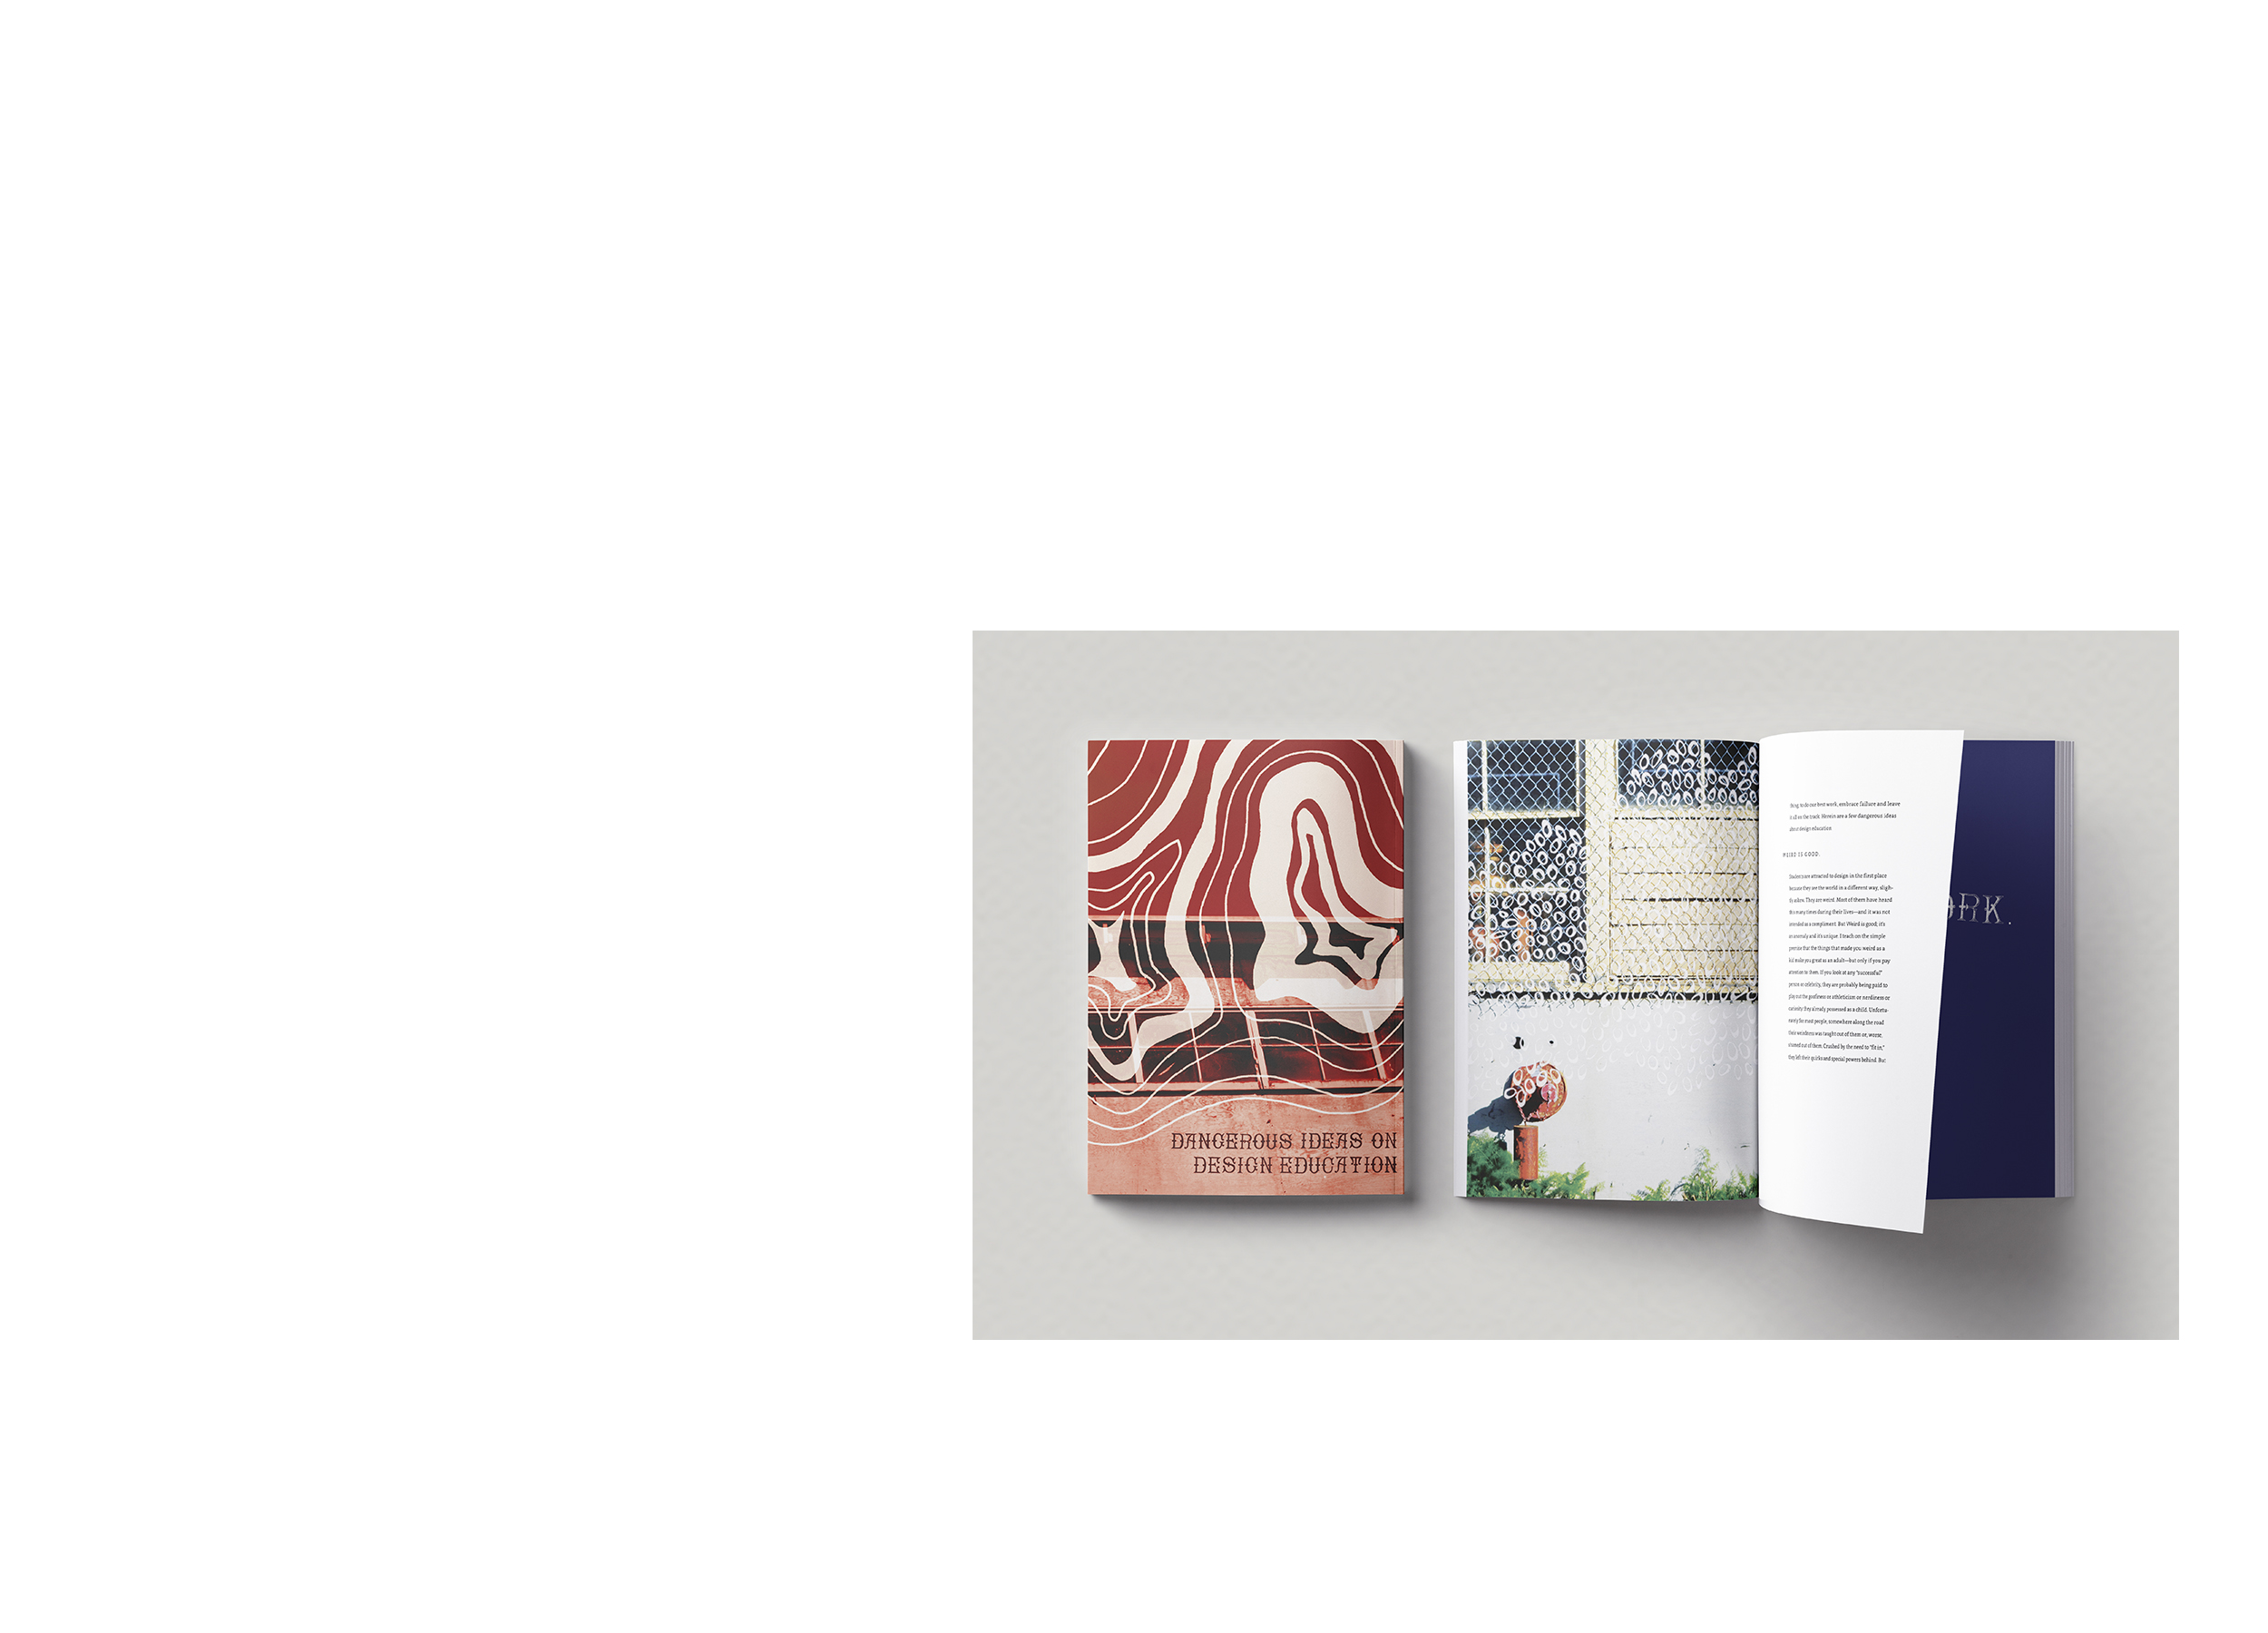 DANGEROUS IDEAS ON
DESIGN EDUCATION
to do our best work, embrace failure and leave
it all on the track. Herein are a few dangerous ideas
about design education:
WEIRD IS GOOD.
Students are attracted to design in the first place
because they see the world in a different way, sligh-
tly askew. They are weird. Most of them have heard
this many times during their lives—and it was not
intended as a compliment. But Weird is good; it's
an anomaly and it's unique. I teach on the simple
premise that the things that made you weird as a
kid make you great as an adult—but only if you pay
attention to them. If you look at any "successful"
person or celebrity, they are probably being paid to
play out the goofiness or athleticism or nerdiness or
curiosity they already possessed as a child. Unfortu-
nately for most people, somewhere along the road
their weirdness was taught out of them or, worse,
shamed out of them. Crushed by the need to "fit in,"
they left their quirks and special powers behind. But
ORK.